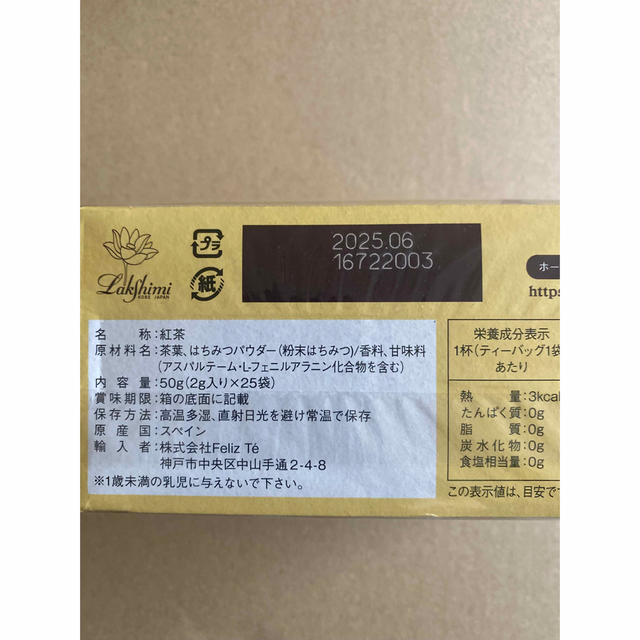 Lakshimi
KOBE JAPAN
プラ
紙
2025.06
16722003
ホー
https
名 称:紅茶
原材料名:茶葉、はちみつパウダー(粉末はちみつ)/香料、甘味料
(アスパルテーム・L-フェニルアラニン化合物を含む)
内 容 量:50g(2g入り×25袋)
賞味期限:箱の底面に記載
保存方法:高温多湿、直射日光を避け常温で保存
原 産 国:スペイン
輸 入 者:株式会社Feliz Té
神戸市中央区中山手通2-4-8
※1歳未満の乳児に与えないで下さい。
栄養成分表示
1杯(ティーバッグ1袋
あたり
熱 量:3kcal
たんぱく質:0g
脂 質:0g
炭水化物:0g
食塩相当量:0g
この表示値は、目安で